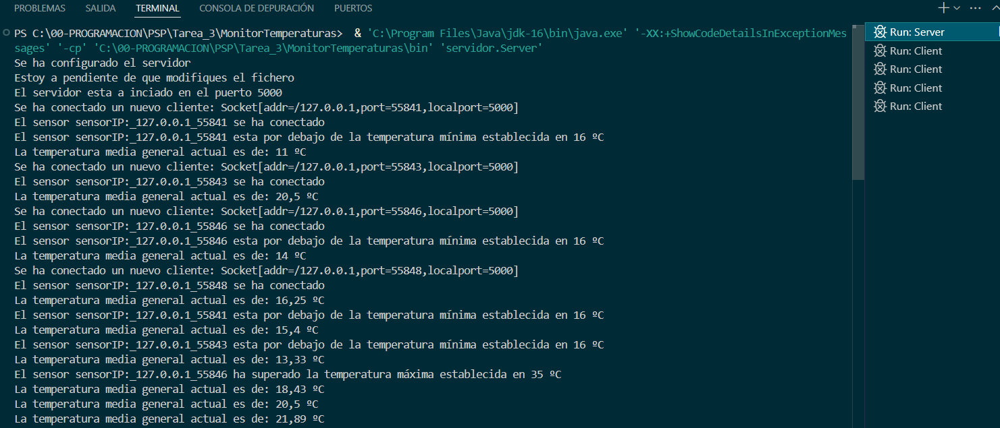 PROBLEMAS SALIDA TERMINAL CONSOLA DE DEPURACIÓN PUERTOS
PS C:\00-PROGRAMACION\PSP\Tarea_3\MonitorTemperaturas> & 'C:\Program Files\Java\jdk-16\bin\java.exe' '-XX:+ShowCodeDetailsInExceptionMes
sages' '-cp' 'C:\00-PROGRAMACION\PSP\Tarea_3\MonitorTemperaturas\bin' 'servidor.Server'
Se ha configurado el servidor
Estoy a pendiente de que modifiques el fichero
El servidor esta a inciado en el puerto 5000
Se ha conectado un nuevo cliente: Socket[addr=/127.0.0.1,port=55841,localport=5000]
El sensor sensorIP:_127.0.0.1_55841 se ha conectado
El sensor sensorIP:_127.0.0.1_55841 esta por debajo de la temperatura mínima establecida en 16 ºC
La temperatura media general actual es de: 11 ºC
Se ha conectado un nuevo cliente: Socket[addr=/127.0.0.1,port=55843,localport=5000]
El sensor sensorIP:_127.0.0.1_55843 se ha conectado
La temperatura media general actual es de: 20,5 ºC
Se ha conectado un nuevo cliente: Socket[addr=/127.0.0.1,port=55846,localport=5000]
El sensor sensorIP:_127.0.0.1_55846 se ha conectado
El sensor sensorIP:_127.0.0.1_55846 esta por debajo de la temperatura mínima establecida en 16 ºC
La temperatura media general actual es de: 14 ºC
Se ha conectado un nuevo cliente: Socket[addr=/127.0.0.1,port=55848,localport=5000]
El sensor sensorIP:_127.0.0.1_55848 se ha conectado
La temperatura media general actual es de: 16,25 ºC
El sensor sensorIP:_127.0.0.1_55841 esta por debajo de la temperatura mínima establecida en 16 ºC
La temperatura media general actual es de: 15,4 ºC
El sensor sensorIP:_127.0.0.1_55843 esta por debajo de la temperatura mínima establecida en 16 ºC
La temperatura media general actual es de: 13,33 ºC
El sensor sensorIP:_127.0.0.1_55846 ha superado la temperatura máxima establecida en 35 ºC
La temperatura media general actual es de: 18,43 ºC
La temperatura media general actual es de: 20,5 ºC
La temperatura media general actual es de: 21,89 ºC
Run: Server
Run: Client
Run: Client
Run: Client
Run: Client